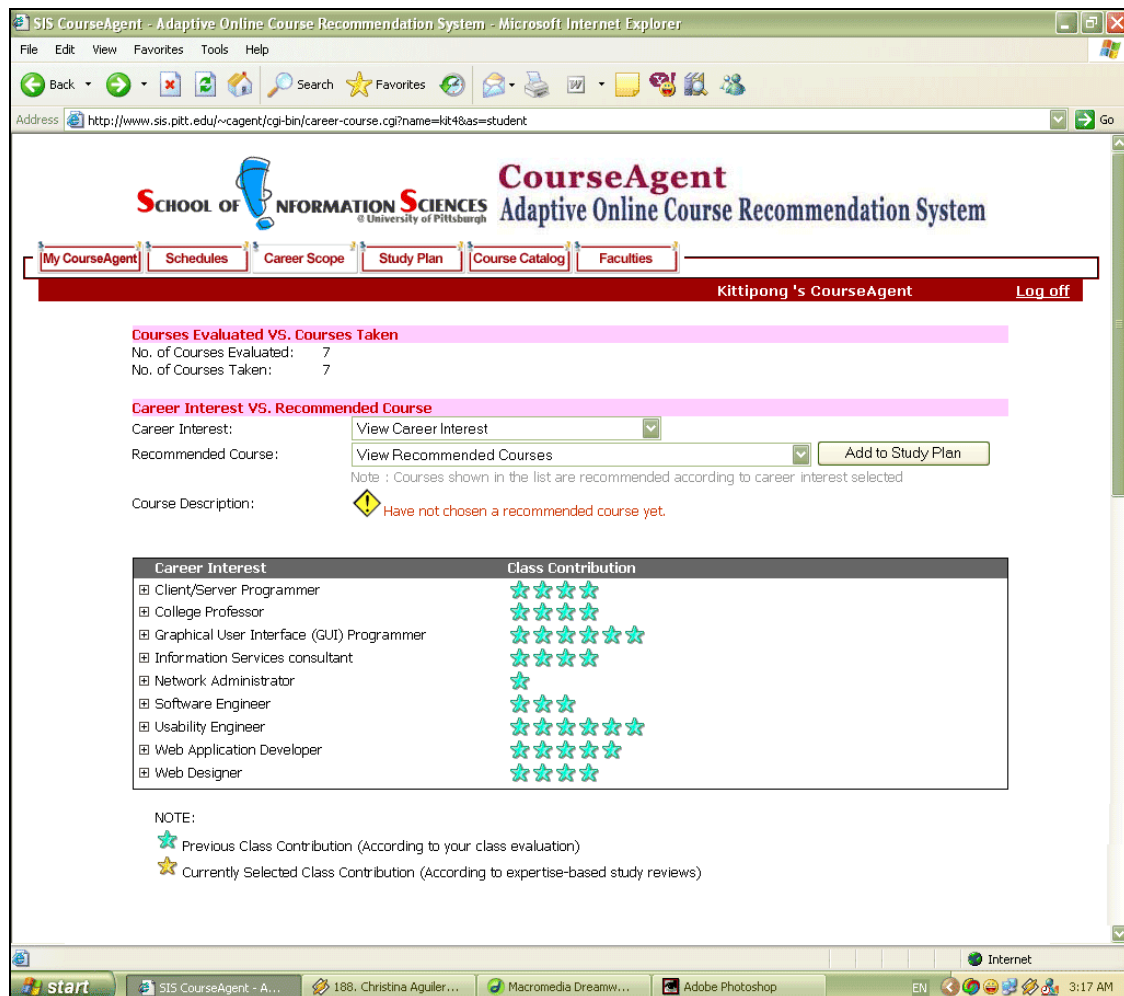 SIS CourseAgent - Adaptive Online Course Recommendation System - Microsoft Internet Explorer
File Edit View Favorites Tools Help
Back Search Favorites
Address http://www.sis.pitt.edu/~cagent/cgi-bin/career-course.cgi?name=kit4&as=student Go
CourseAgent
SCHOOL OF INFORMATION SCIENCES
@ University of Pittsburgh
Adaptive Online Course Recommendation System
My CourseAgent Schedules Career Scope Study Plan Course Catalog Faculties
Kittipong 's CourseAgent Log off
Courses Evaluated VS. Courses Taken
No. of Courses Evaluated: 7
No. of Courses Taken: 7
Career Interest VS. Recommended Course
Career Interest: View Career Interest
Recommended Course: View Recommended Courses Add to Study Plan
Note : Courses shown in the list are recommended according to career interest selected
Course Description: Have not chosen a recommended course yet.
Career Interest Class Contribution
Client/Server Programmer
College Professor
Graphical User Interface (GUI) Programmer
Information Services consultant
Network Administrator
Software Engineer
Usability Engineer
Web Application Developer
Web Designer
NOTE:
Previous Class Contribution (According to your class evaluation)
Currently Selected Class Contribution (According to expertise-based study reviews)
Internet
start SIS CourseAgent - A... 188. Christina Aguiler... Macromedia Dreamw... Adobe Photoshop EN 3:17 AM